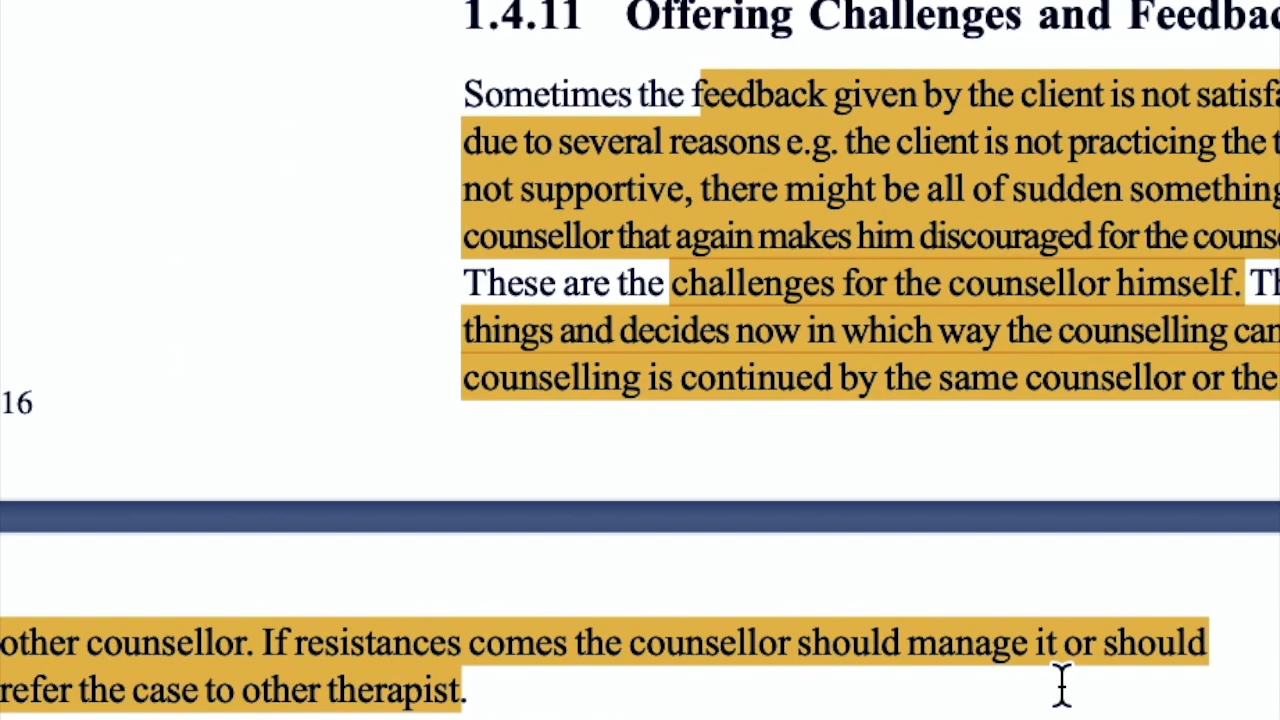 1.4.11 Offering Challenges and Feedbac
Sometimes the feedback given by the client is not satisfa
due to several reasons e.g. the client is not practicing the t
not supportive, there might be all of sudden something
counsellor that again makes him discouraged for the counse
These are the challenges for the counsellor himself. Th
things and decides now in which way the counselling can
counselling is continued by the same counsellor or the
16
other counsellor. If resistances comes the counsellor should manage it or should
refer the case to other therapist.